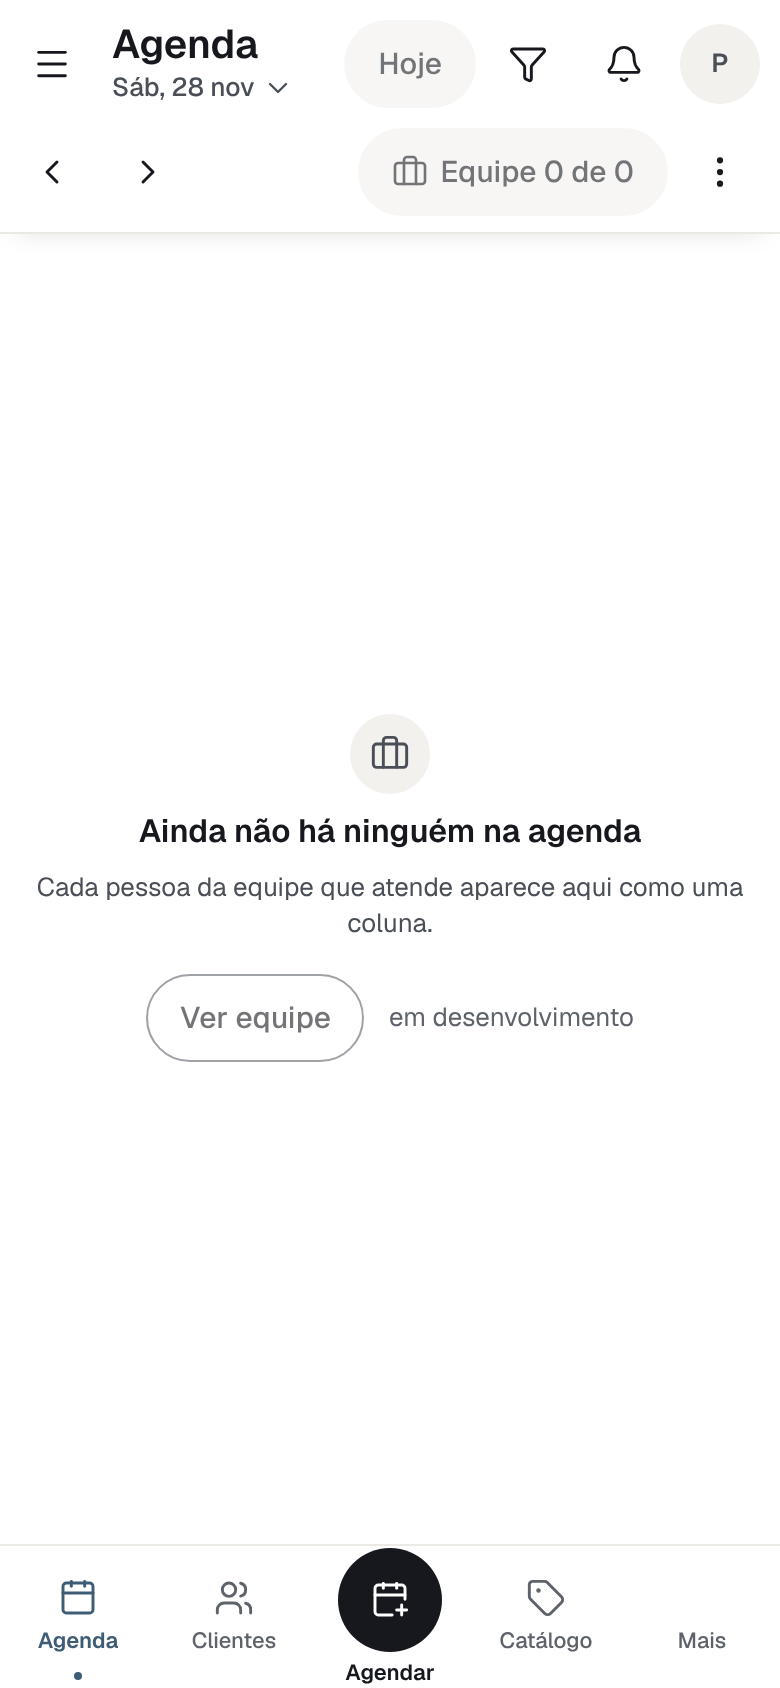 Agenda
Sáb, 28 nov
Hoje
P
Equipe 0 de 0
Ainda não há ninguém na agenda
Cada pessoa da equipe que atende aparece aqui como uma
coluna.
Ver equipe
em desenvolvimento
Agenda
Clientes
Agendar
Catálogo
Mais